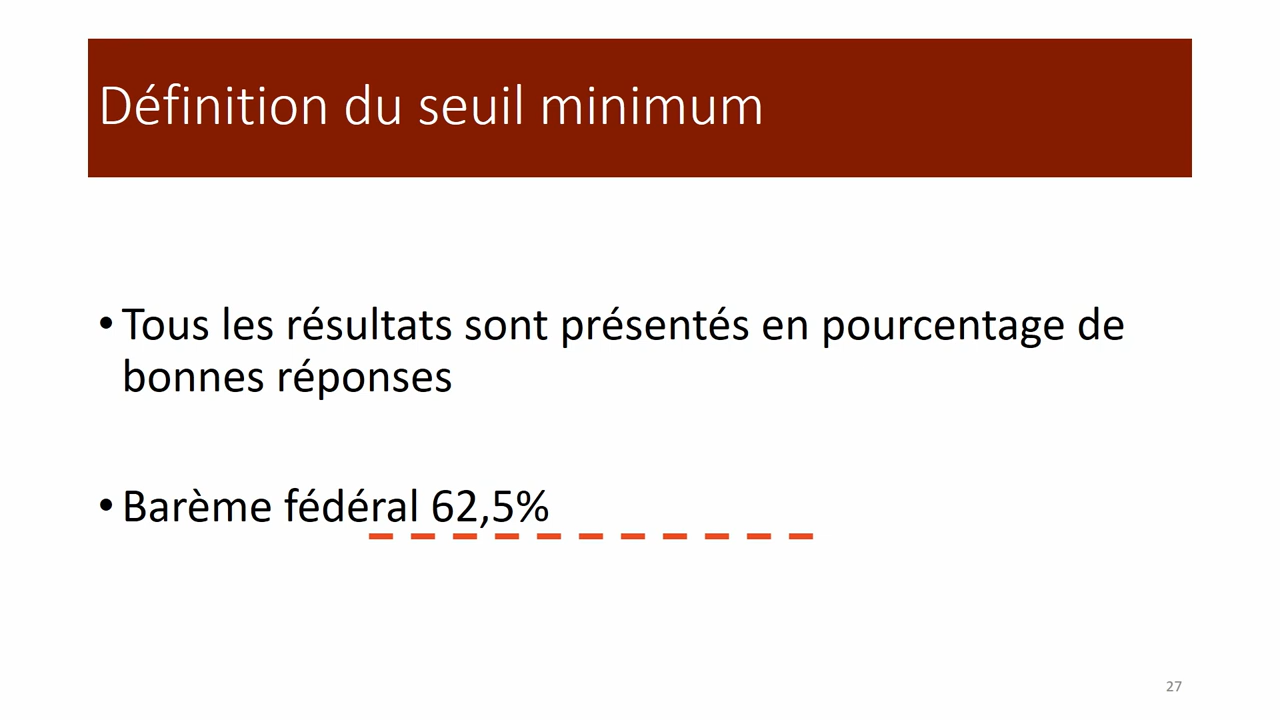 Définition du seuil minimum
• Tous les résultats sont présentés en pourcentage de
bonnes réponses
• Barème fédéral 62,5%
27